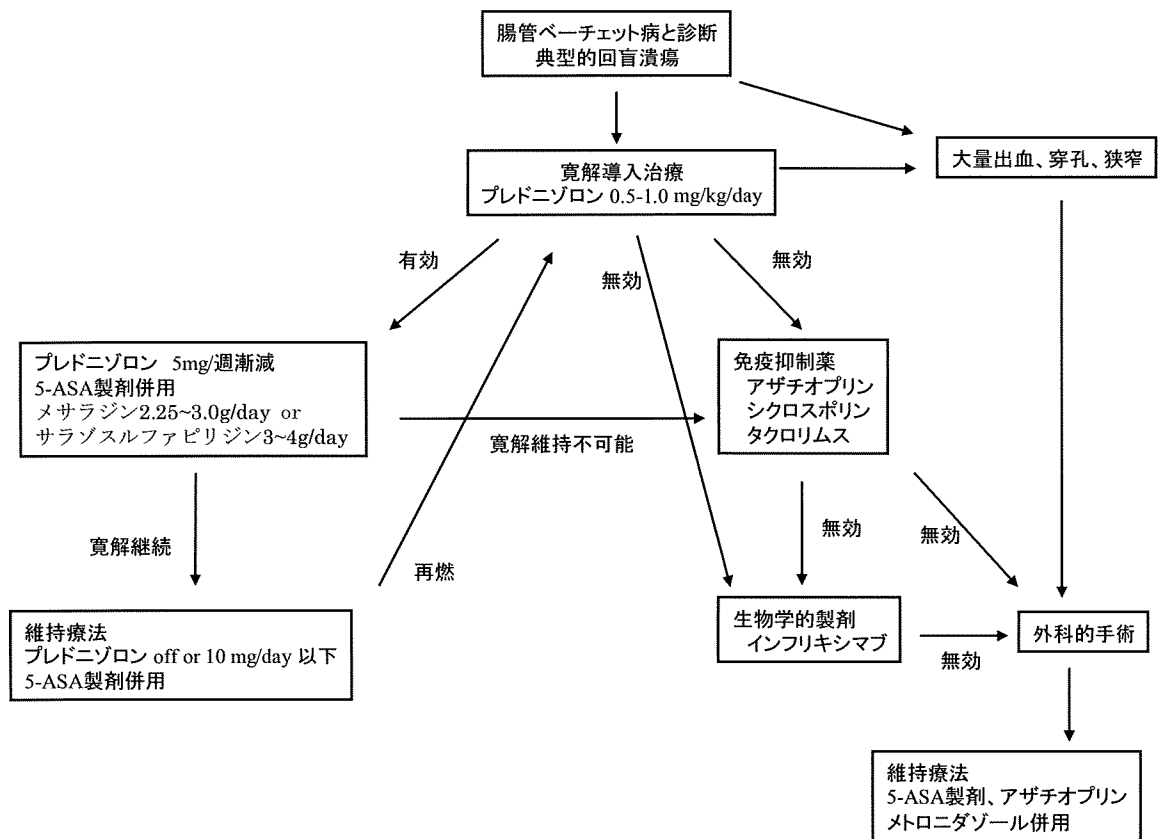 腸管ベーチェット病と診断
典型的回盲潰瘍
大量出血、穿孔、狭窄
寛解導入治療
プレドニゾロン 0.5-1.0 mg/kg/day
有効
無効
無効
プレドニゾロン 5mg/週漸減
5-ASA製剤併用
メサラジン2.25~3.0g/day or
サラゾスルファピリジン3~4g/day
免疫抑制薬
アザチオプリン
シクロスポリン
タクロリムス
寛解維持不可能
寛解継続
再燃
無効
無効
維持療法
プレドニゾロン off or 10 mg/day 以下
5-ASA製剤併用
生物学的製剤
インフリキシマブ
無効
外科的手術
維持療法
5-ASA製剤、アザチオプリン
メトロニダゾール併用